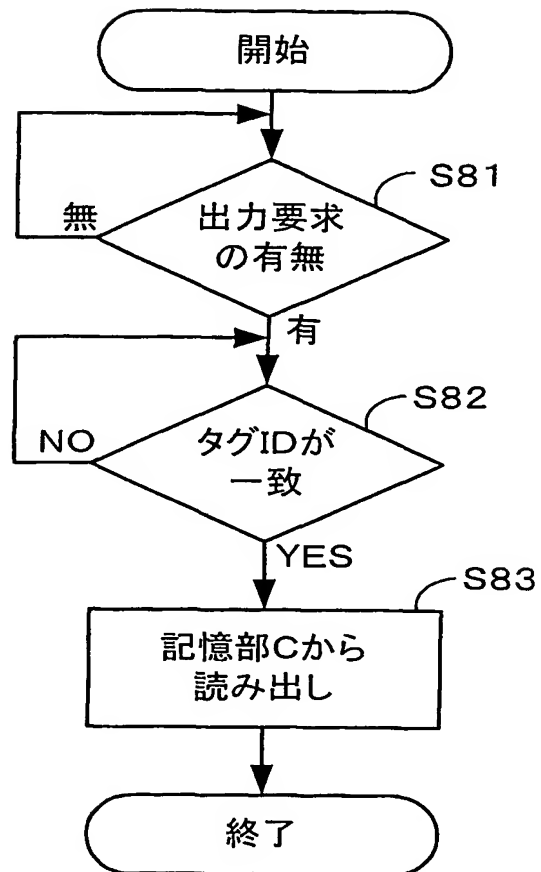 開始
S81
無
出力要求
の有無
有
S82
NO
タグIDが
一致
YES
S83
記憶部Cから
読み出し
終了